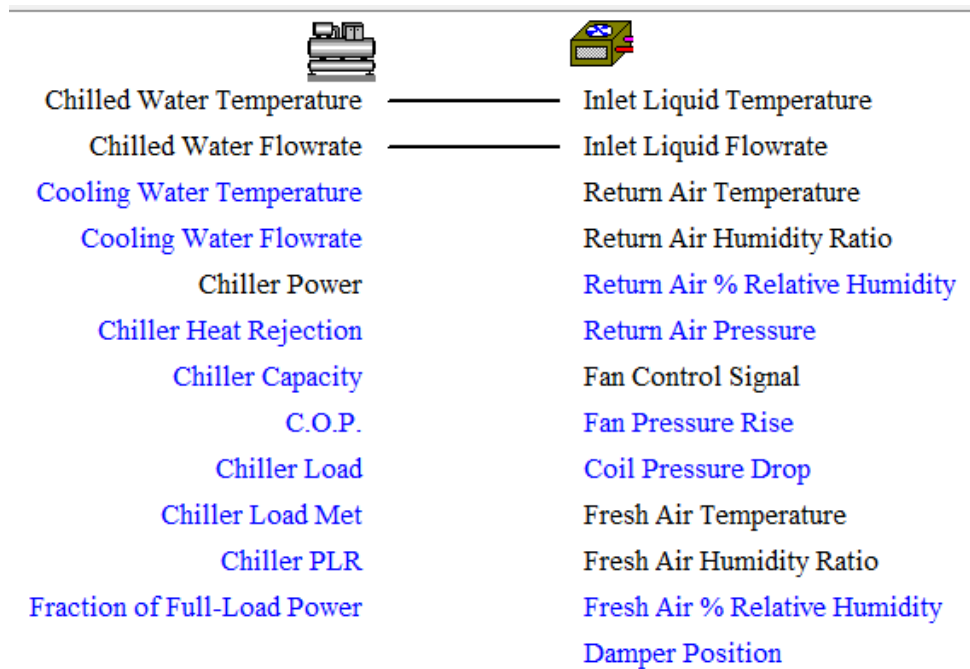 Chilled Water Temperature Inlet Liquid Temperature
Chilled Water Flowrate Inlet Liquid Flowrate
Cooling Water Temperature Return Air Temperature
Cooling Water Flowrate Return Air Humidity Ratio
Chiller Power Return Air % Relative Humidity
Chiller Heat Rejection Return Air Pressure
Chiller Capacity Fan Control Signal
C.O.P. Fan Pressure Rise
Chiller Load Coil Pressure Drop
Chiller Load Met Fresh Air Temperature
Chiller PLR Fresh Air Humidity Ratio
Fraction of Full-Load Power Fresh Air % Relative Humidity
Damper Position